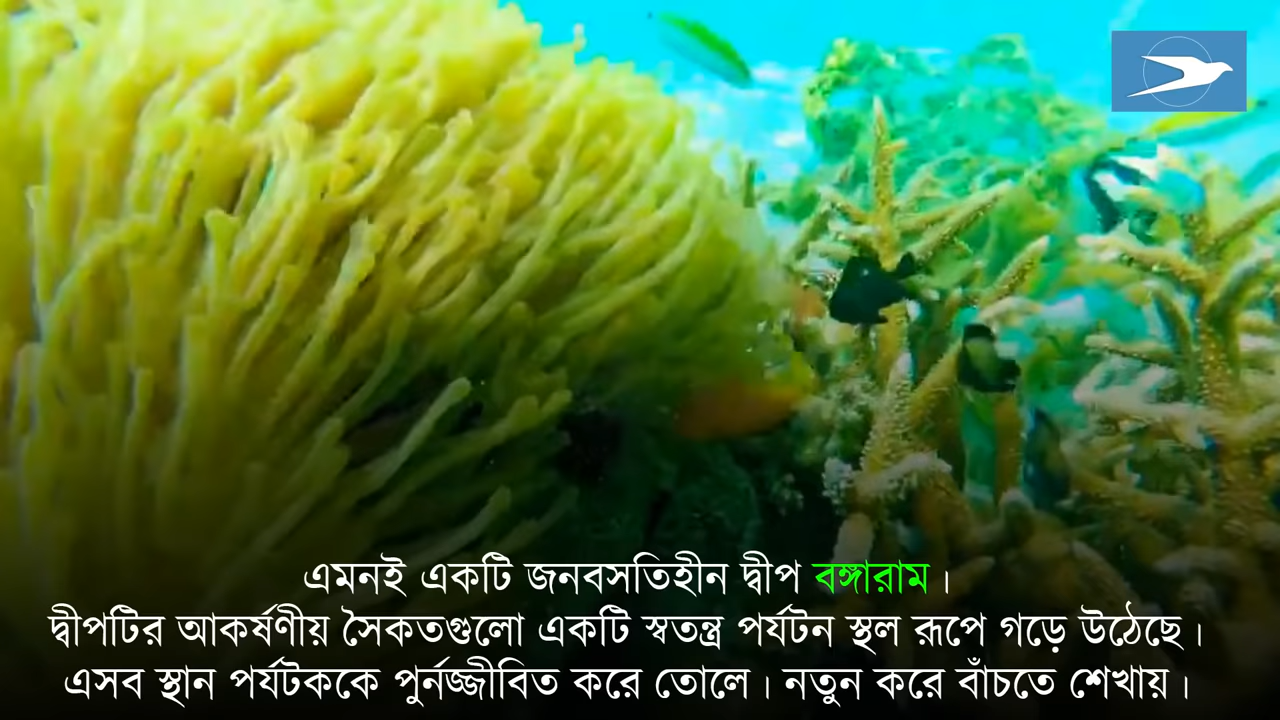 এমনই একটি জনবসতিহীন দ্বীপ বঙ্গারাম।
দ্বীপটির আকর্ষণীয় সৈকতগুলো একটি স্বতন্ত্র পর্যটন স্থল রূপে গড়ে উঠেছে।
এসব স্থান পর্যটককে পুর্নজ্জীবিত করে তোলে। নতুন করে বাঁচতে শেখায়।